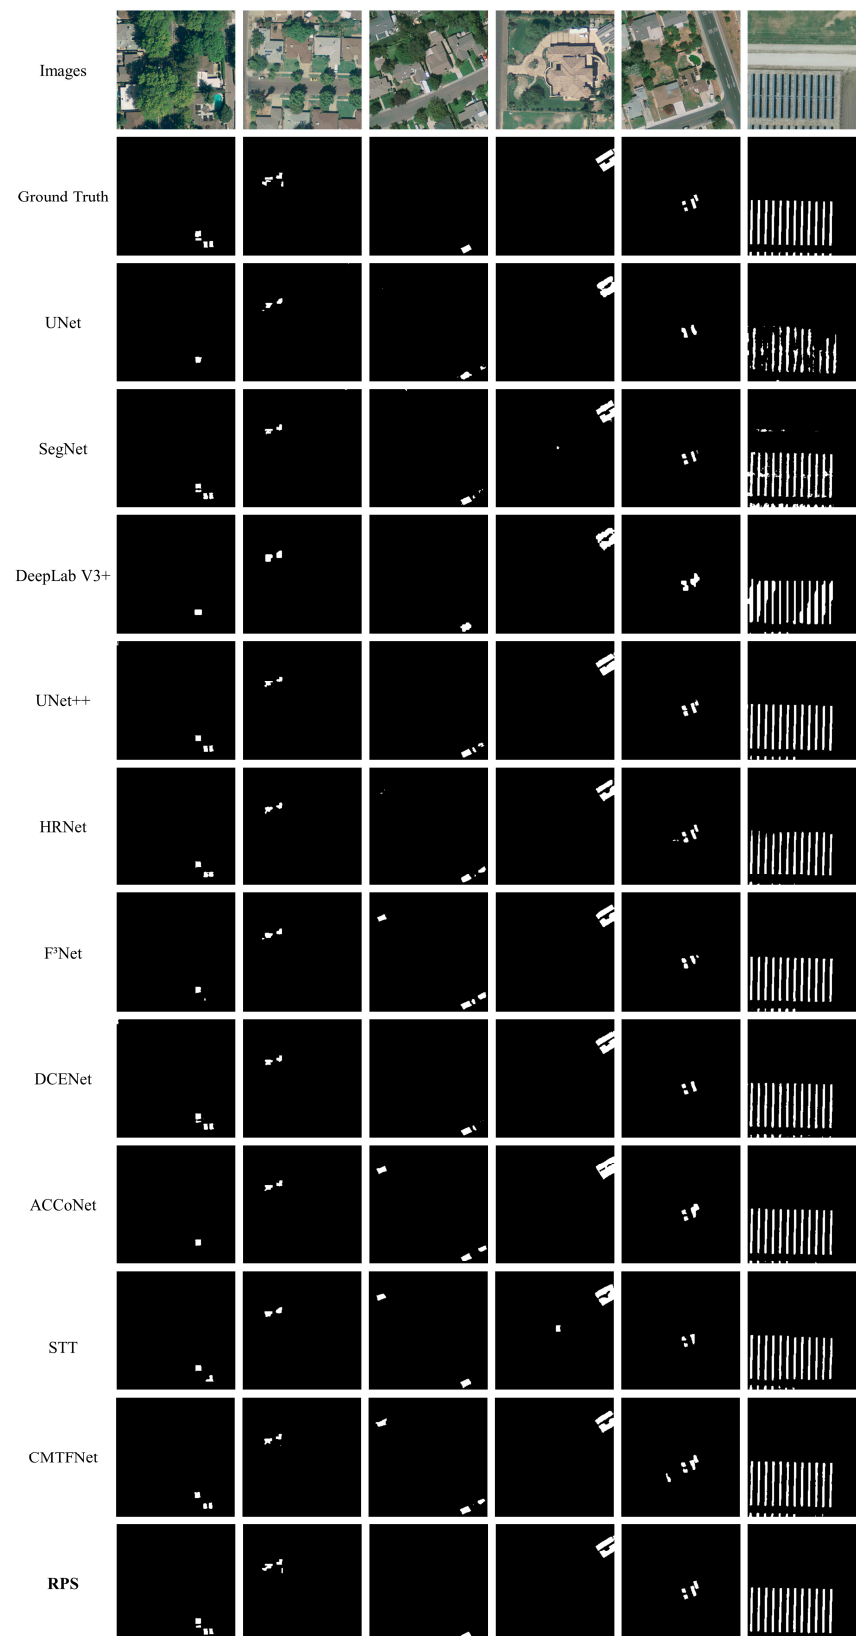 Images
Ground Truth
UNet
SegNet
DeepLab V3+
UNet++
HRNet
F³Net
DCENet
ACCoNet
STT
CMTFNet
RPS